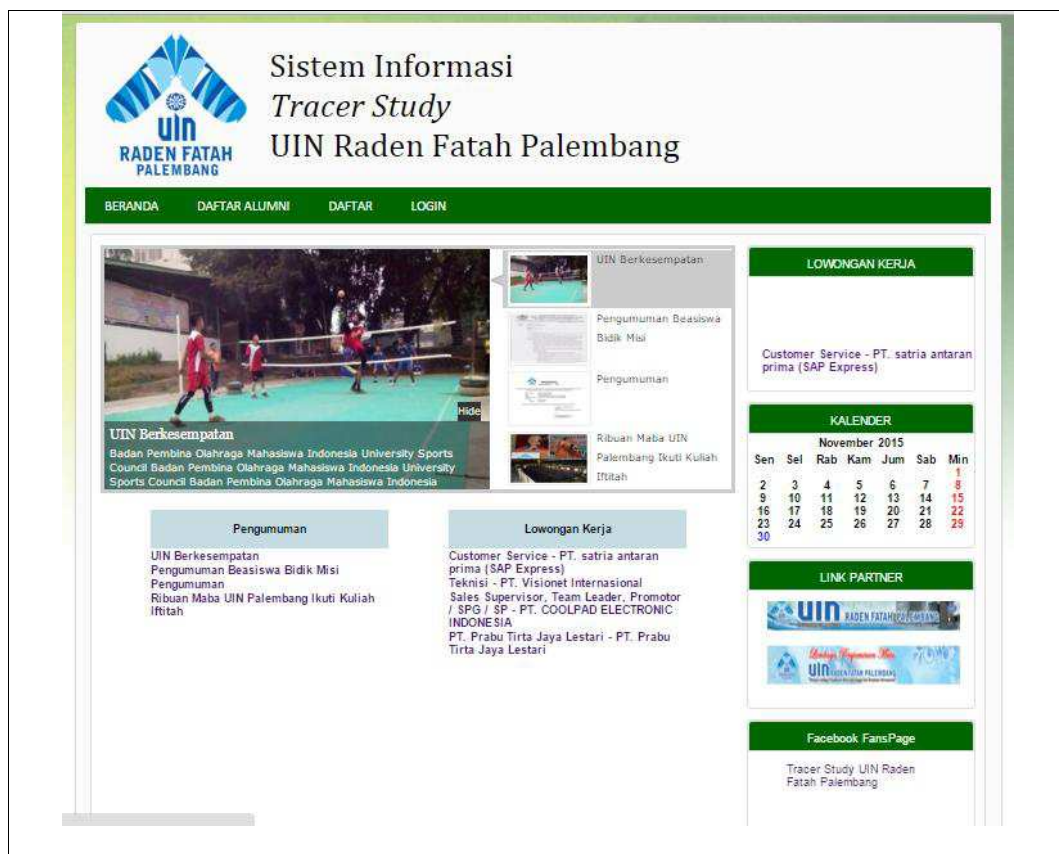 uin
RADEN FATAH
PALEMBANG
Sistem Informasi
Tracer Study
UIN Raden Fatah Palembang
BERANDA DAFTAR ALUMNI DAFTAR LOGIN
Hide
UIN Berkesempatan
Badan Pembina Olahraga Mahasiswa Indonesia University Sports
Council Badan Pembina Olahraga Mahasiswa Indonesia University
Sports Council Badan Pembina Olahraga Mahasiswa Indonesia
UIN Berkesempatan
Pengumuman Beasiswa
Bidik Misi
Pengumuman
Ribuan Maba UIN
Palembang Ikuti Kuliah
Iftitah
Pengumuman
UIN Berkesempatan
Pengumuman Beasiswa Bidik Misi
Pengumuman
Ribuan Maba UIN Palembang Ikuti Kuliah
Iftitah
Lowongan Kerja
Customer Service - PT. satria antaran
prima (SAP Express)
Teknisi - PT. Visionet Internasional
Sales Supervisor, Team Leader, Promotor
/ SPG / SP - PT. COOLPAD ELECTRONIC
INDONESIA
PT. Prabu Tirta Jaya Lestari - PT. Prabu
Tirta Jaya Lestari
LOWONGAN KERJA
Customer Service - PT. satria antaran
prima (SAP Express)
KALENDER
November 2015
Sen Sel Rab Kam Jum Sab Min
1
2 3 4 5 6 7 8
9 10 11 12 13 14 15
16 17 18 19 20 21 22
23 24 25 26 27 28 29
30
LINK PARTNER
UIN RADEN FATAH PALEMBANG
UIN RADEN FATAH PALEMBANG
Facebook FansPage
Tracer Study UIN Raden
Fatah Palembang